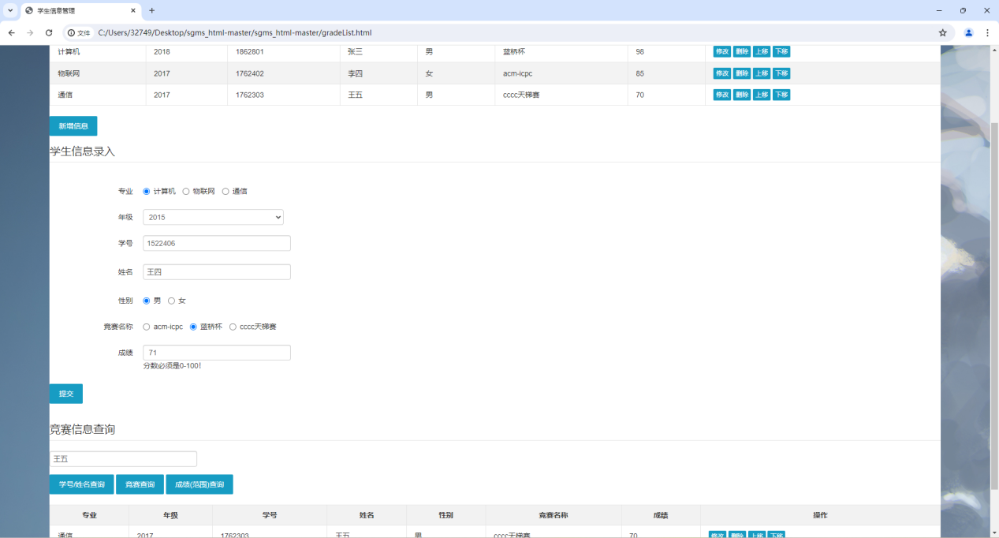 学生信息管理
文件 C:/Users/32749/Desktop/sgms_html-master/sgms_html-master/gradeList.html
计算机 2018 1862801 张三 男 蓝桥杯 98 修改 删除 上移 下移
物联网 2017 1762402 李四 女 acm-icpc 85 修改 删除 上移 下移
通信 2017 1762303 王五 男 cccc天梯赛 70 修改 删除 上移 下移
新增信息
学生信息录入
专业 计算机 物联网 通信
年级 2015
学号 1522406
姓名 王四
性别 男 女
竞赛名称 acm-icpc 蓝桥杯 cccc天梯赛
成绩 71
分数必须是0-100!
提交
竞赛信息查询
王五
学号/姓名查询 竞赛查询 成绩(范围)查询
专业 年级 学号 姓名 性别 竞赛名称 成绩 操作
通信 2017 1762303 王五 男 cccc天梯赛 70 修改 删除 上移 下移